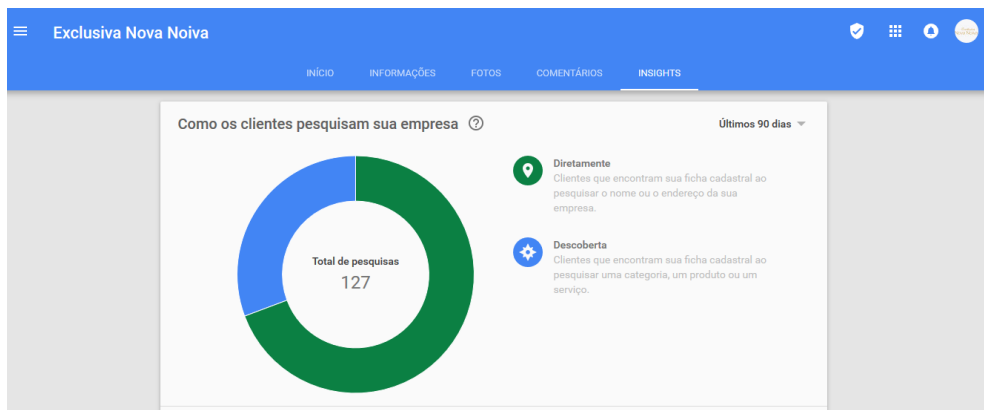 Exclusiva Nova Noiva
INÍCIO INFORMAÇÕES FOTOS COMENTÁRIOS INSIGHTS
Como os clientes pesquisam sua empresa
Últimos 90 dias
Total de pesquisas
127
Diretamente
Clientes que encontram sua ficha cadastral ao
pesquisar o nome ou o endereço da sua
empresa.
Descoberta
Clientes que encontram sua ficha cadastral ao
pesquisar uma categoria, um produto ou um
serviço.